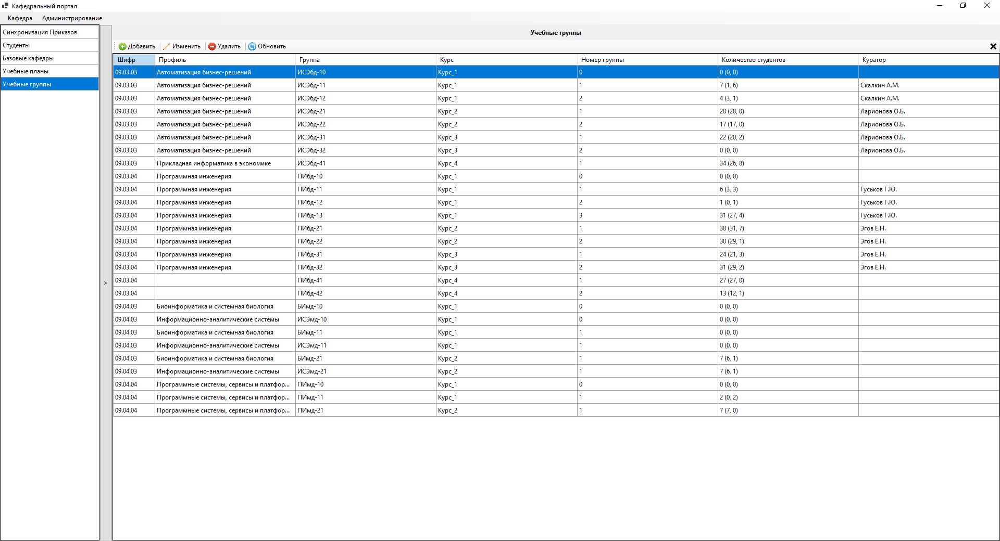 Кафедральный портал
Кафедра Администрирование
Синхронизация Приказов
Студенты
Базовые кафедры
Учебные планы
Учебные группы
>
Учебные группы
Добавить Изменить Удалить Обновить
Шифр Профиль Группа Курс Номер группы Количество студентов Куратор
09.03.03 Автоматизация бизнес-решений ИСЭбд-10 Курс_1 0 0 (0, 0)
09.03.03 Автоматизация бизнес-решений ИСЭбд-11 Курс_1 1 7 (1, 6) Скалкин А.М.
09.03.03 Автоматизация бизнес-решений ИСЭбд-12 Курс_1 2 4 (3, 1) Скалкин А.М.
09.03.03 Автоматизация бизнес-решений ИСЭбд-21 Курс_2 1 28 (28, 0) Ларионова О.Б.
09.03.03 Автоматизация бизнес-решений ИСЭбд-22 Курс_2 2 17 (17, 0) Ларионова О.Б.
09.03.03 Автоматизация бизнес-решений ИСЭбд-31 Курс_3 1 22 (20, 2) Ларионова О.Б.
09.03.03 Автоматизация бизнес-решений ИСЭбд-32 Курс_3 2 0 (0, 0) Ларионова О.Б.
09.03.03 Прикладная информатика в экономике ИСЭбд-41 Курс_4 1 34 (26, 8)
09.03.04 Программная инженерия ПИбд-10 Курс_1 0 0 (0, 0)
09.03.04 Программная инженерия ПИбд-11 Курс_1 1 6 (3, 3) Гуськов Г.Ю.
09.03.04 Программная инженерия ПИбд-12 Курс_1 2 1 (0, 1) Гуськов Г.Ю.
09.03.04 Программная инженерия ПИбд-13 Курс_1 3 31 (27, 4) Гуськов Г.Ю.
09.03.04 Программная инженерия ПИбд-21 Курс_2 1 38 (31, 7) Эгов Е.Н.
09.03.04 Программная инженерия ПИбд-22 Курс_2 2 30 (29, 1) Эгов Е.Н.
09.03.04 Программная инженерия ПИбд-31 Курс_3 1 24 (21, 3) Эгов Е.Н.
09.03.04 Программная инженерия ПИбд-32 Курс_3 2 31 (29, 2) Эгов Е.Н.
09.03.04 ПИбд-41 Курс_4 1 27 (27, 0)
09.03.04 ПИбд-42 Курс_4 2 13 (12, 1)
09.04.03 Биоинформатика и системная биология БИмд-10 Курс_1 0 0 (0, 0)
09.04.03 Информационно-аналитические системы ИСЭмд-10 Курс_1 0 0 (0, 0)
09.04.03 Биоинформатика и системная биология БИмд-11 Курс_1 1 0 (0, 0)
09.04.03 Информационно-аналитические системы ИСЭмд-11 Курс_1 1 0 (0, 0)
09.04.03 Биоинформатика и системная биология БИмд-21 Курс_2 1 7 (6, 1)
09.04.03 Информационно-аналитические системы ИСЭмд-21 Курс_2 1 7 (6, 1)
09.04.04 Программные системы, сервисы и платфор... ПИмд-10 Курс_1 0 0 (0, 0)
09.04.04 Программные системы, сервисы и платфор... ПИмд-11 Курс_1 1 2 (0, 2)
09.04.04 Программные системы, сервисы и платфор... ПИмд-21 Курс_2 1 7 (7, 0)